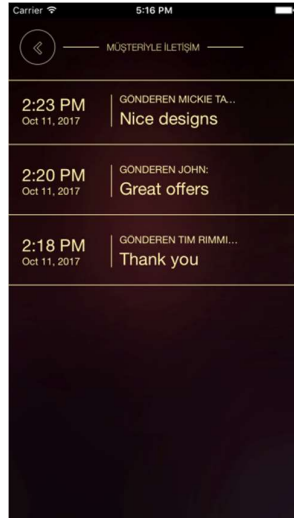 Carrier 5:16 PM
MÜŞTERİYLE İLETİŞİM
2:23 PM
Oct 11, 2017
GÖNDEREN MICKIE TA...
Nice designs
2:20 PM
Oct 11, 2017
GÖNDEREN JOHN:
Great offers
2:18 PM
Oct 11, 2017
GÖNDEREN TIM RIMMI...
Thank you